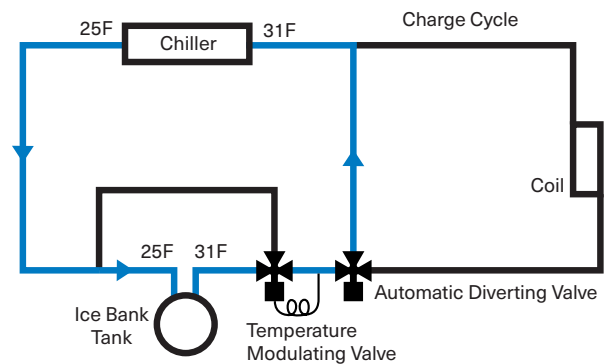 Charge Cycle
25F
Chiller
31F
Coil
25F
31F
Automatic Diverting Valve
Ice Bank
Tank
Temperature
Modulating Valve